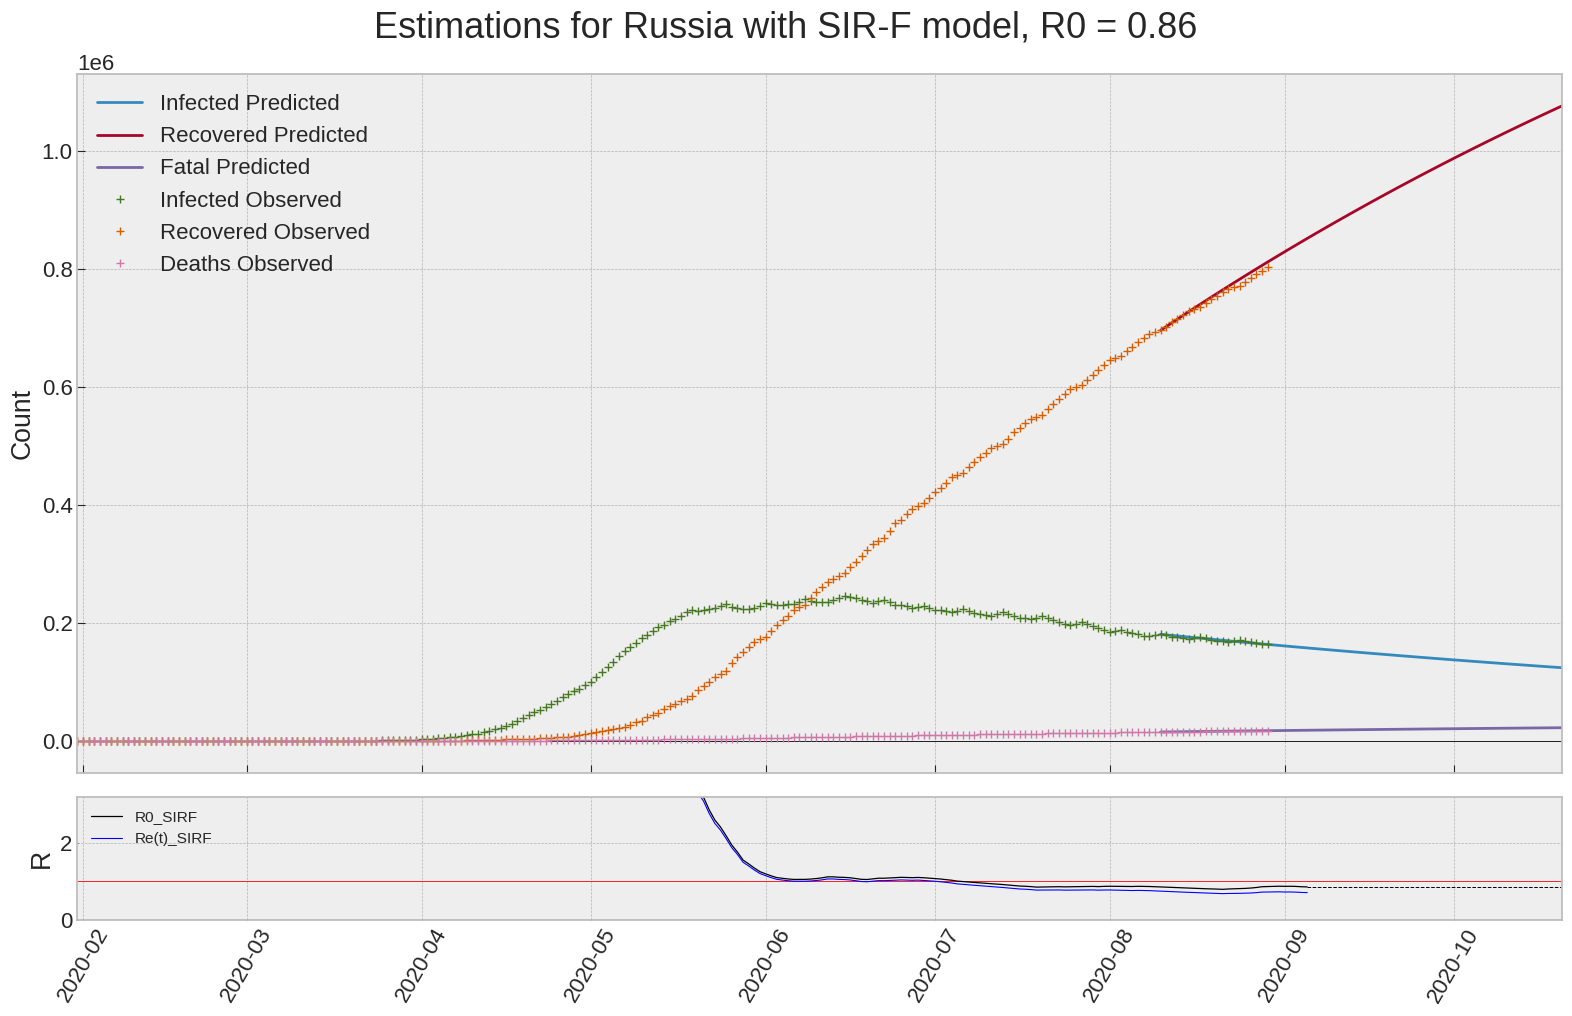 Estimations for Russia with SIR-F model, R0 = 0.86
1e6
Infected Predicted
Recovered Predicted
Fatal Predicted
Infected Observed
Recovered Observed
Deaths Observed
1.0
0.8
0.6
0.4
0.2
0.0
Count
R0_SIRF
Re(t)_SIRF
2
0
R
2020-02
2020-03
2020-04
2020-05
2020-06
2020-07
2020-08
2020-09
2020-10